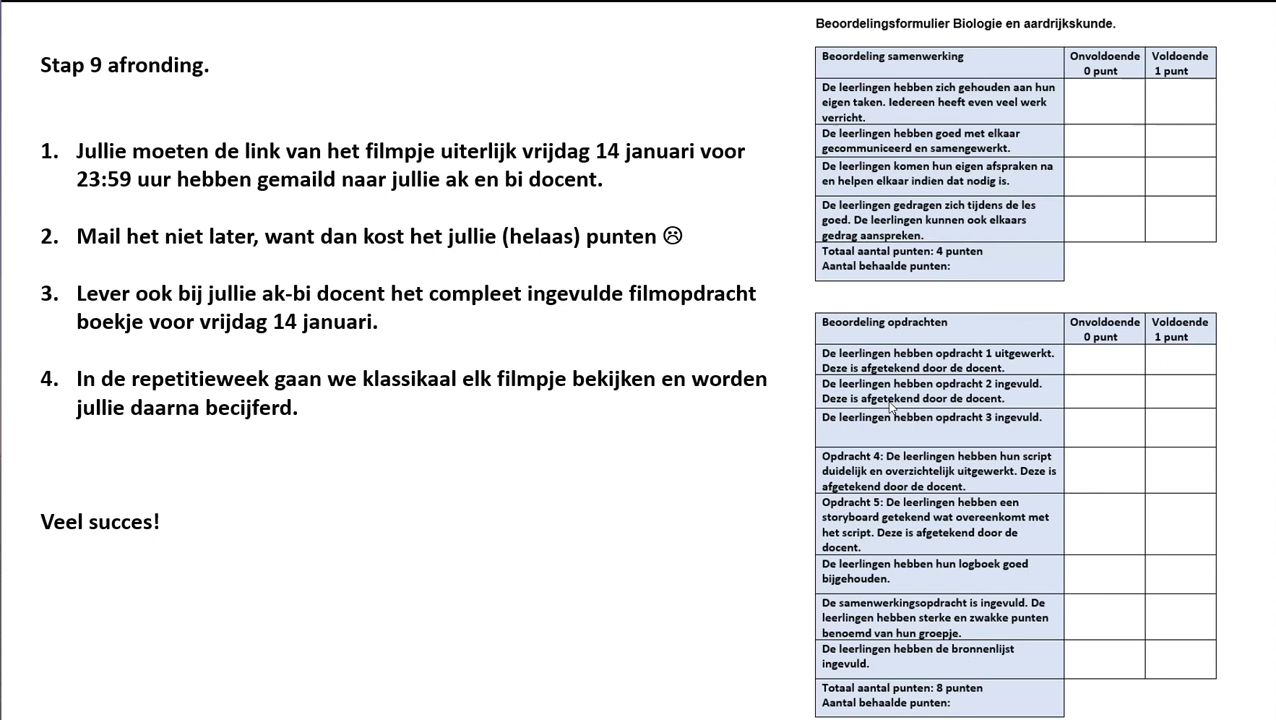 Stap 9 afronding.
1. Jullie moeten de link van het filmpje uiterlijk vrijdag 14 januari voor
23:59 uur hebben gemaild naar jullie ak en bi docent.
2. Mail het niet later, want dan kost het jullie (helaas) punten ☹
3. Lever ook bij jullie ak-bi docent het compleet ingevulde filmopdracht
boekje voor vrijdag 14 januari.
4. In de repetitieweek gaan we klassikaal elk filmpje bekijken en worden
jullie daarna becijferd.
Veel succes!
Beoordelingsformulier Biologie en aardrijkskunde.
Beoordeling samenwerking
Onvoldoende
0 punt
Voldoende
1 punt
De leerlingen hebben zich gehouden aan hun
eigen taken. Iedereen heeft even veel werk
verricht.
De leerlingen hebben goed met elkaar
gecommuniceerd en samengewerkt.
De leerlingen komen hun eigen afspraken na
en helpen elkaar indien dat nodig is.
De leerlingen gedragen zich tijdens de les
goed. De leerlingen kunnen ook elkaars
gedrag aanspreken.
Totaal aantal punten: 4 punten
Aantal behaalde punten:
Beoordeling opdrachten
Onvoldoende
0 punt
Voldoende
1 punt
De leerlingen hebben opdracht 1 uitgewerkt.
Deze is afgetekend door de docent.
De leerlingen hebben opdracht 2 ingevuld.
Deze is afgetekend door de docent.
De leerlingen hebben opdracht 3 ingevuld.
Opdracht 4: De leerlingen hebben hun script
duidelijk en overzichtelijk uitgewerkt. Deze is
afgetekend door de docent.
Opdracht 5: De leerlingen hebben een
storyboard getekend wat overeenkomt met
het script. Deze is afgetekend door de
docent.
De leerlingen hebben hun logboek goed
bijgehouden.
De samenwerkingsopdracht is ingevuld. De
leerlingen hebben sterke en zwakke punten
benoemd van hun groepje.
De leerlingen hebben de bronnenlijst
ingevuld.
Totaal aantal punten: 8 punten
Aantal behaalde punten: